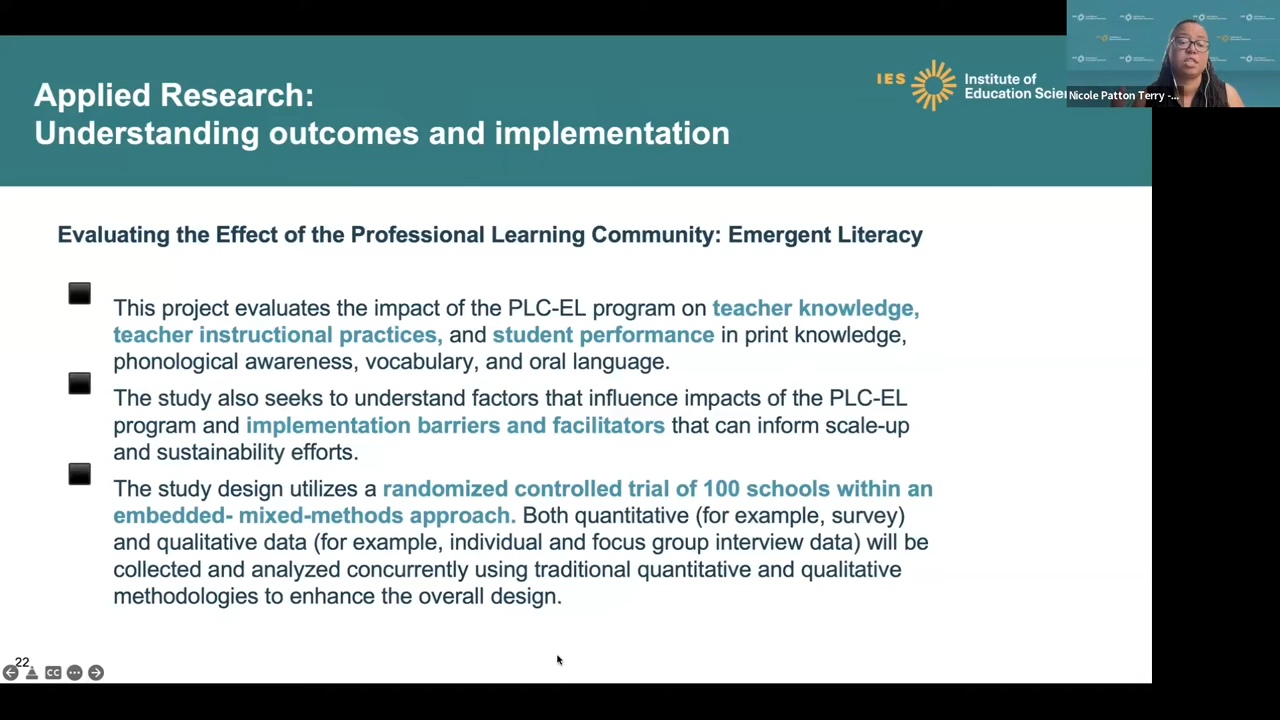 Applied Research:
Understanding outcomes and implementation
IES
Institute of
Education Scien
Nicole Patton Terry -...
Evaluating the Effect of the Professional Learning Community: Emergent Literacy
This project evaluates the impact of the PLC-EL program on teacher knowledge,
teacher instructional practices, and student performance in print knowledge,
phonological awareness, vocabulary, and oral language.
The study also seeks to understand factors that influence impacts of the PLC-EL
program and implementation barriers and facilitators that can inform scale-up
and sustainability efforts.
The study design utilizes a randomized controlled trial of 100 schools within an
embedded- mixed-methods approach. Both quantitative (for example, survey)
and qualitative data (for example, individual and focus group interview data) will be
collected and analyzed concurrently using traditional quantitative and qualitative
methodologies to enhance the overall design.
22
CC